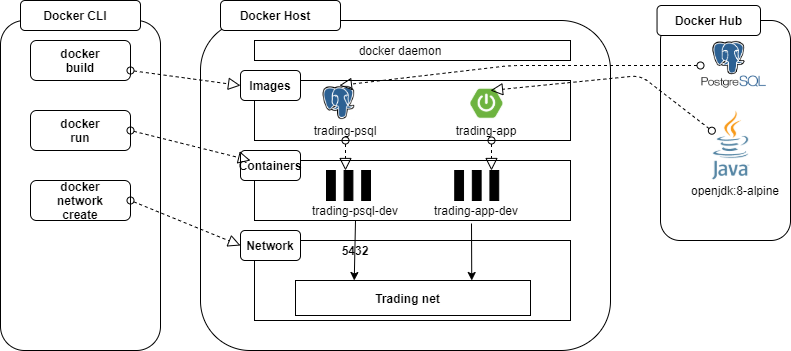 Docker CLI
docker
build
docker
run
docker
network
create
Docker Host
docker daemon
Images
trading-psql
trading-app
Containers
trading-psql-dev
trading-app-dev
Network
5432
Trading net
Docker Hub
PostgreSQL
Java
openjdk:8-alpine